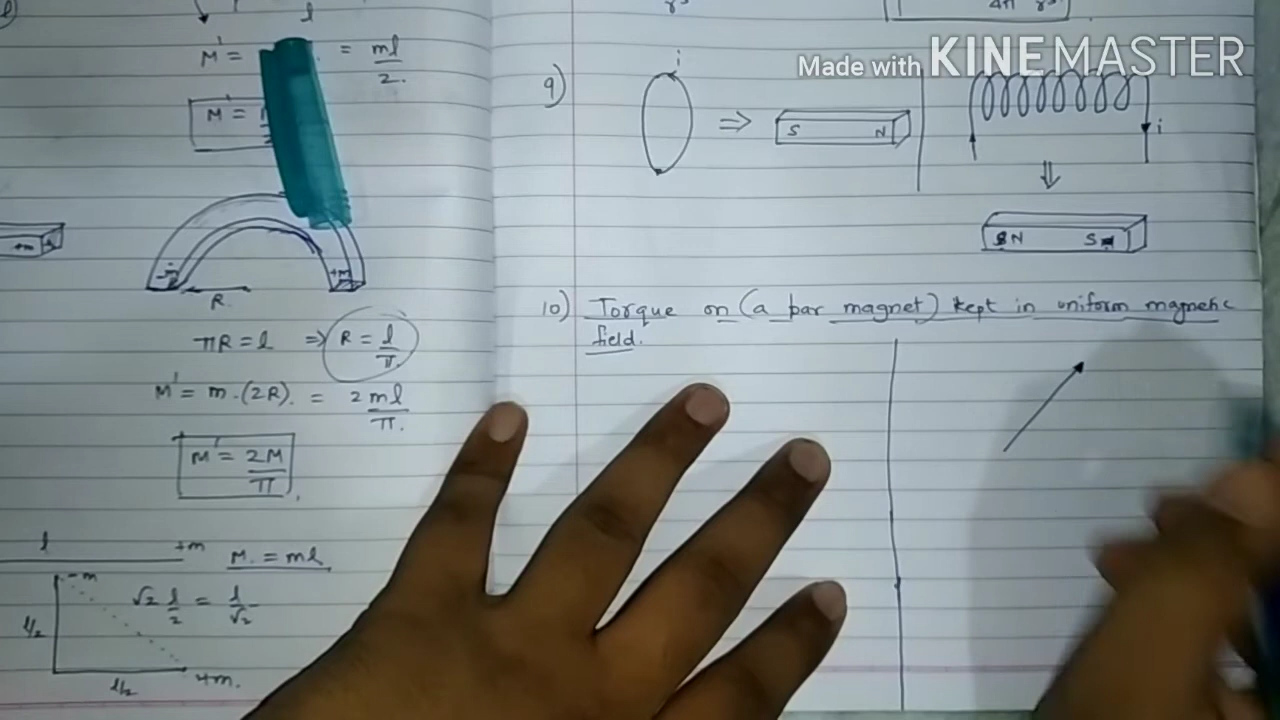 l
M' = = ml/2.
M' =
-m +m
R
+m
πR = l ⇒ R = l/π
M' = m.(2R). = 2ml/π.
M' = 2M/π
l +m M = ml
-m
√2 l/2 = l/√2
l/2
l/2 +m.
Made with KINEMASTER
9) i ⇒ S N
i
⇓
N S
10) Torque on (a bar magnet) kept in uniform magnetic
field.